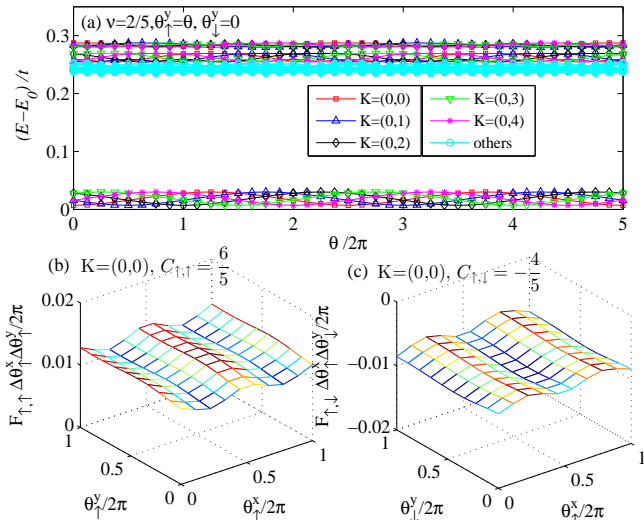 (a) ν=2/5,θ↑^y=θ, θ↓^y=0
(E−E0)/t
0.3
0.2
0.1
0
K=(0,0)
K=(0,1)
K=(0,2)
K=(0,3)
K=(0,4)
others
0
1
2
3
4
5
θ /2π
(b) K=(0,0), C↑,↑ = 6/5
F↑,↑ Δθ↑^x Δθ↑^y/2π
0.02
0.01
0
1
0.5
0
θ↑^y/2π
0
0.5
1
θ↑^x/2π
(c) K=(0,0), C↑,↓ = −4/5
F↑,↓ Δθ↑^x Δθ↓^y/2π
0
−0.01
−0.02
1
0.5
0
θ↓^y/2π
0
0.5
1
θ↑^x/2π